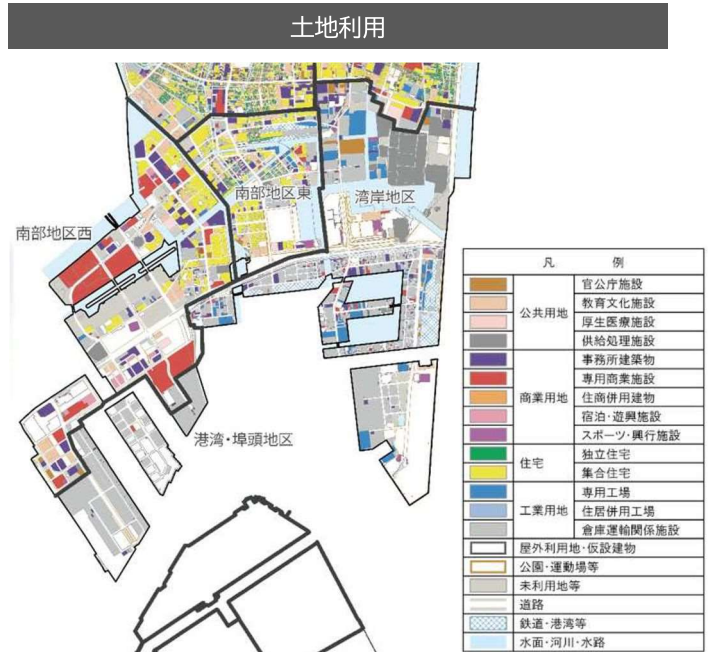 土地利用
南部地区東
湾岸地区
南部地区西
港湾・埠頭地区
凡 例
公共用地
官公庁施設
教育文化施設
厚生医療施設
供給処理施設
商業用地
事務所建築物
専用商業施設
住商併用建物
宿泊・遊興施設
スポーツ・興行施設
住宅
独立住宅
集合住宅
工業用地
専用工場
住居併用工場
倉庫運輸関係施設
屋外利用地・仮設建物
公園・運動場等
未利用地等
道路
鉄道・港湾等
水面・河川・水路